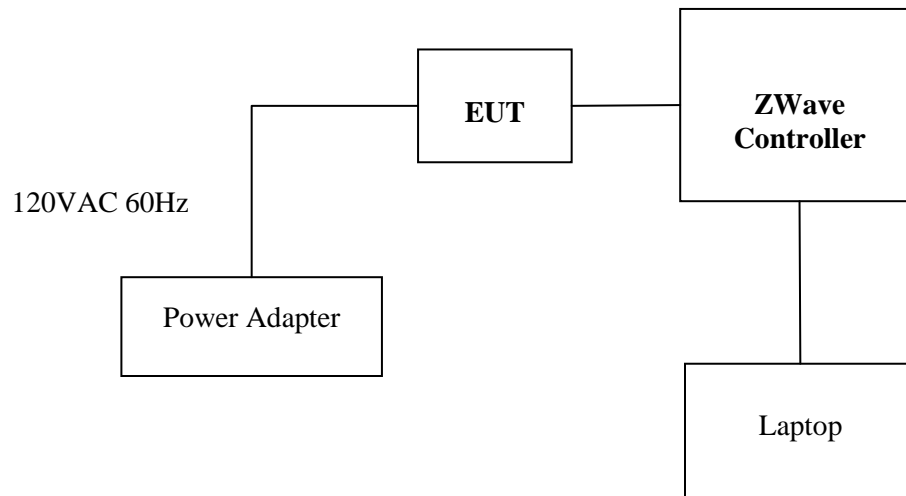 EUT
ZWave
Controller
120VAC 60Hz
Power Adapter
Laptop